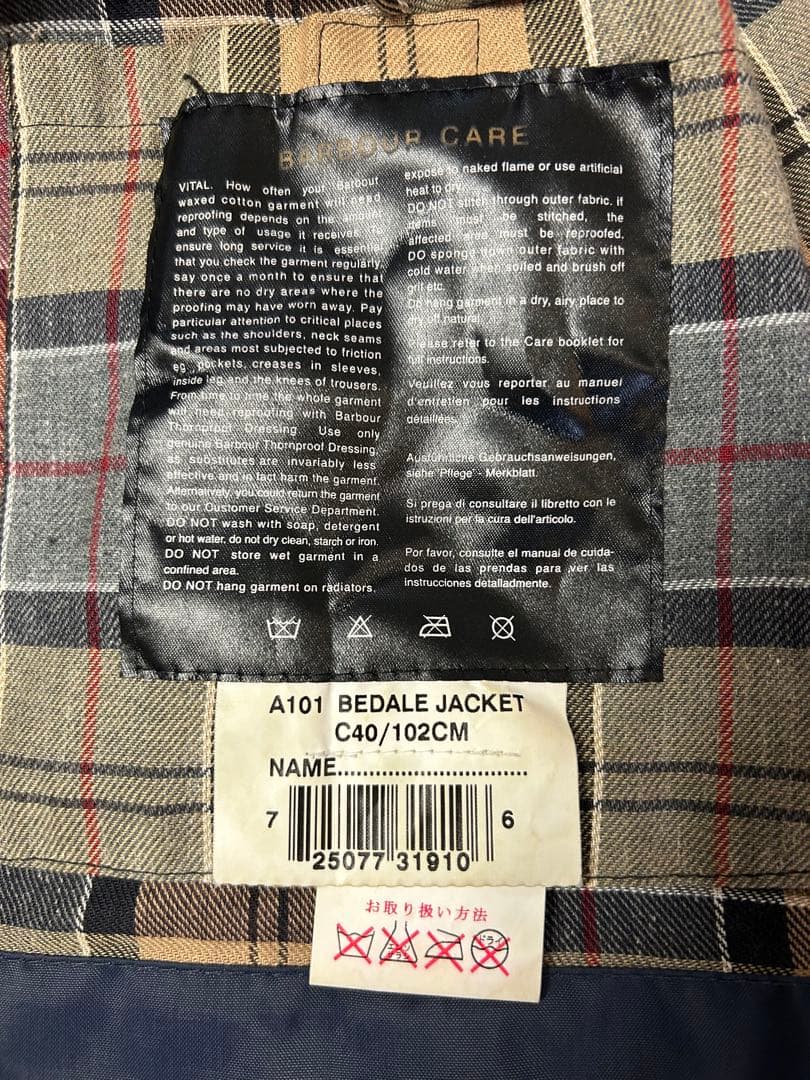 BARBOUR CARE
VITAL. How often your Barbour
waxed cotton garment will need
reproofing depends on the amount
and type of usage it receives. To
ensure long service it is essential
that you check the garment regularly,
say once a month to ensure that
there are no dry areas where the
proofing may have worn away. Pay
particular attention to critical places
such as the shoulders, neck seams
and areas most subjected to friction
eg. pockets, creases in sleeves,
inside leg and the knees of trousers.
From time to time the whole garment
will need reproofing with Barbour
Thornproof Dressing. Use only
genuine Barbour Thornproof Dressing,
as substitutes are invariably less
effective and in fact harm the garment.
Alternatively, you could return the garment
to our Customer Service Department.
DO NOT wash with soap, detergent
or hot water, do not dry clean, starch or iron.
DO NOT store wet garment in a
confined area.
DO NOT hang garment on radiators,
expose to naked flame or use artificial
heat to dry.
DO NOT stitch through outer fabric. if
items must be stitched, the
affected area must be reproofed.
DO sponge down outer fabric with
cold water when soiled and brush off
grit etc.
Do hang garment in a dry, airy place to
dry off natural
Please refer to the Care booklet for
full instructions.
Veuillez vous reporter au manuel
d'entretien pour les instructions
détaillées.
Ausführliche Gebrauchsanweisungen,
siehe 'Pflege' - Merkblatt.
Si prega di consultare il libretto con le
istruzioni per la cura dell'articolo.
Por favor, consulte el manual de cuida-
dos de las prendas para ver las
instrucciones detalladmente.
A101 BEDALE JACKET
C40/102CM
NAME.............................
7 25077 31910 6
お取り扱い方法
エンソ サラシ ドライ